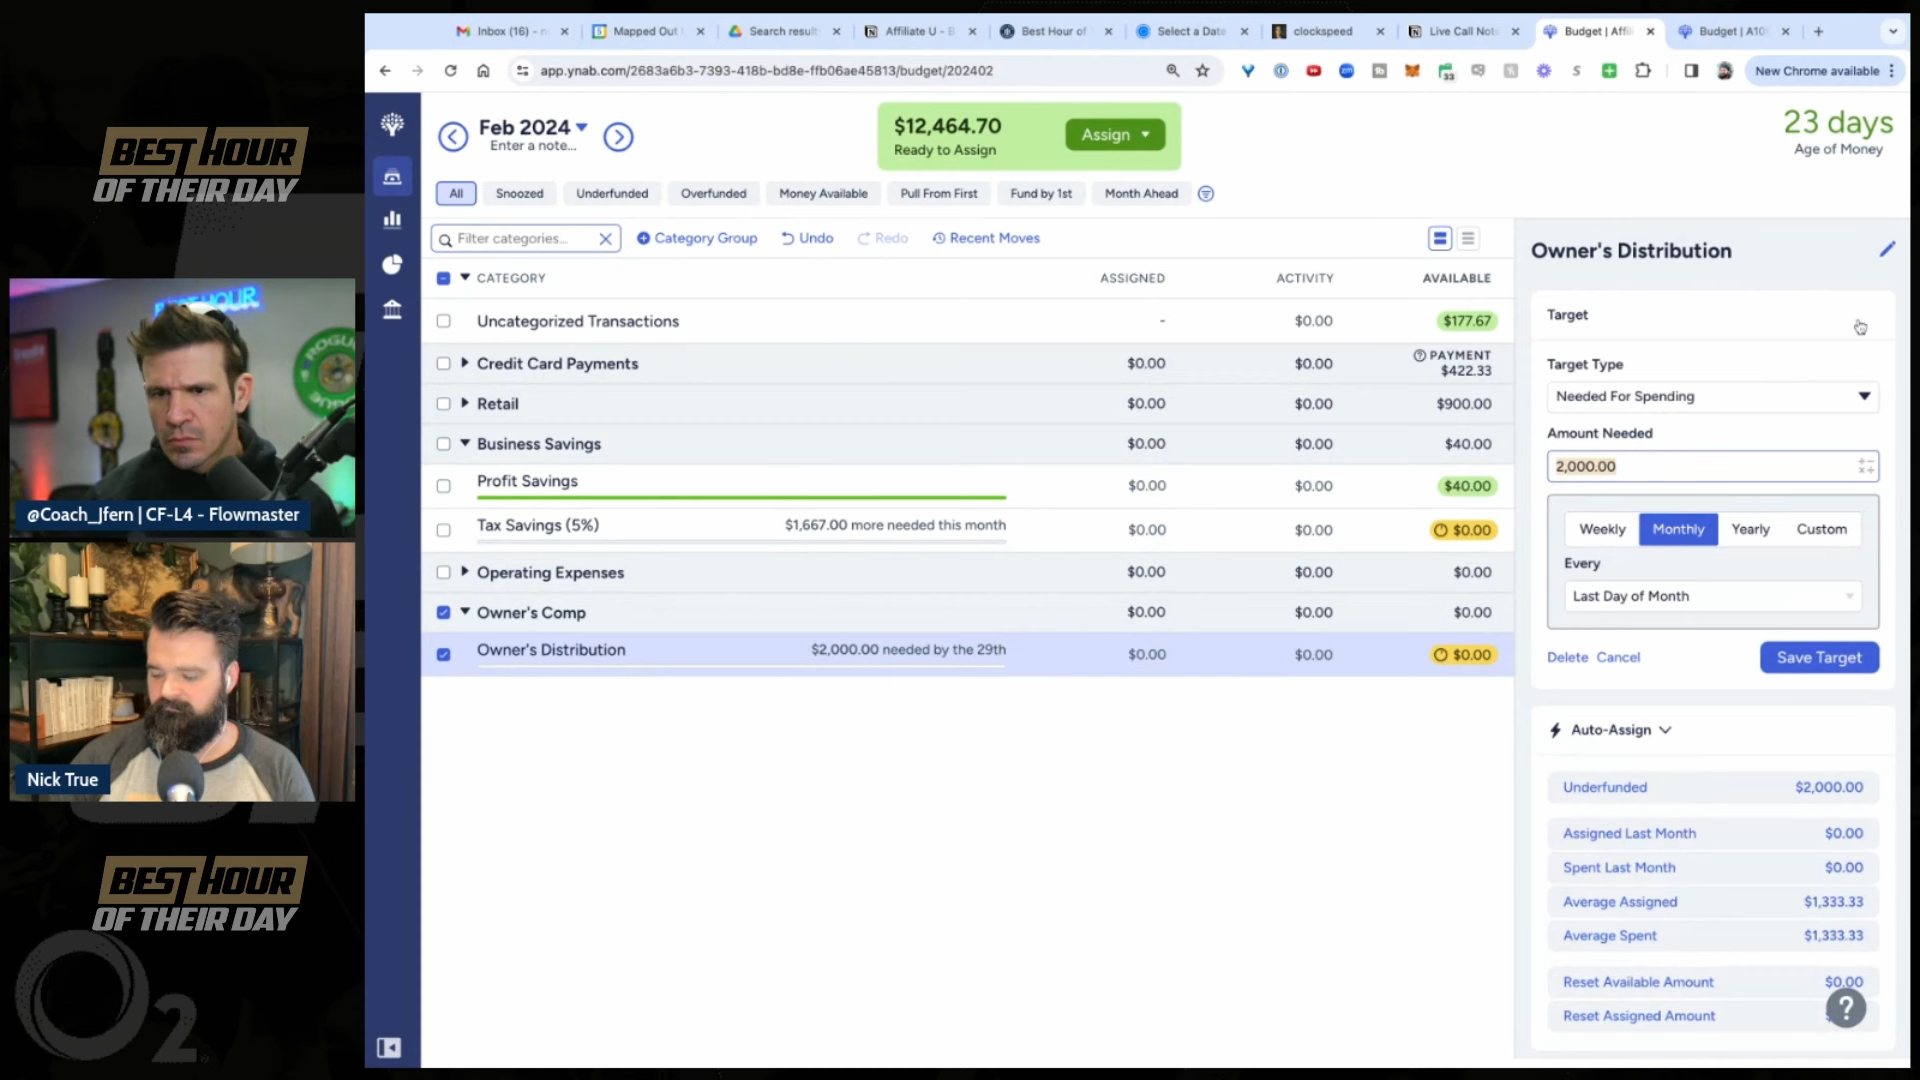 BEST HOUR
OF THEIR DAY
@Coach_Jfern | CF-L4 - Flowmaster
Nick True
BEST HOUR
OF THEIR DAY
O2
Inbox (16) - n
Mapped Out
Search result
Affiliate U - B
Best Hour of
Select a Date
clockspeed
Live Call Note
Budget | Affil
Budget | A10
app.ynab.com/2683a6b3-7393-418b-bd8e-ffb06ae45813/budget/202402
33
New Chrome available
Feb 2024
Enter a note...
$12,464.70
Ready to Assign
Assign
23 days
Age of Money
All
Snoozed
Underfunded
Overfunded
Money Available
Pull From First
Fund by 1st
Month Ahead
Filter categories...
Category Group
Undo
Redo
Recent Moves
CATEGORY ASSIGNED ACTIVITY AVAILABLE
Uncategorized Transactions - $0.00 $177.67
Credit Card Payments $0.00 $0.00 PAYMENT
$422.33
Retail $0.00 $0.00 $900.00
Business Savings $0.00 $0.00 $40.00
Profit Savings $0.00 $0.00 $40.00
Tax Savings (5%) $1,667.00 more needed this month $0.00 $0.00 $0.00
Operating Expenses $0.00 $0.00 $0.00
Owner's Comp $0.00 $0.00 $0.00
Owner's Distribution $2,000.00 needed by the 29th $0.00 $0.00 $0.00
Owner's Distribution
Target
Target Type
Needed For Spending
Amount Needed
2,000.00
Weekly Monthly Yearly Custom
Every
Last Day of Month
Delete Cancel Save Target
Auto-Assign
Underfunded $2,000.00
Assigned Last Month $0.00
Spent Last Month $0.00
Average Assigned $1,333.33
Average Spent $1,333.33
Reset Available Amount $0.00
Reset Assigned Amount
?